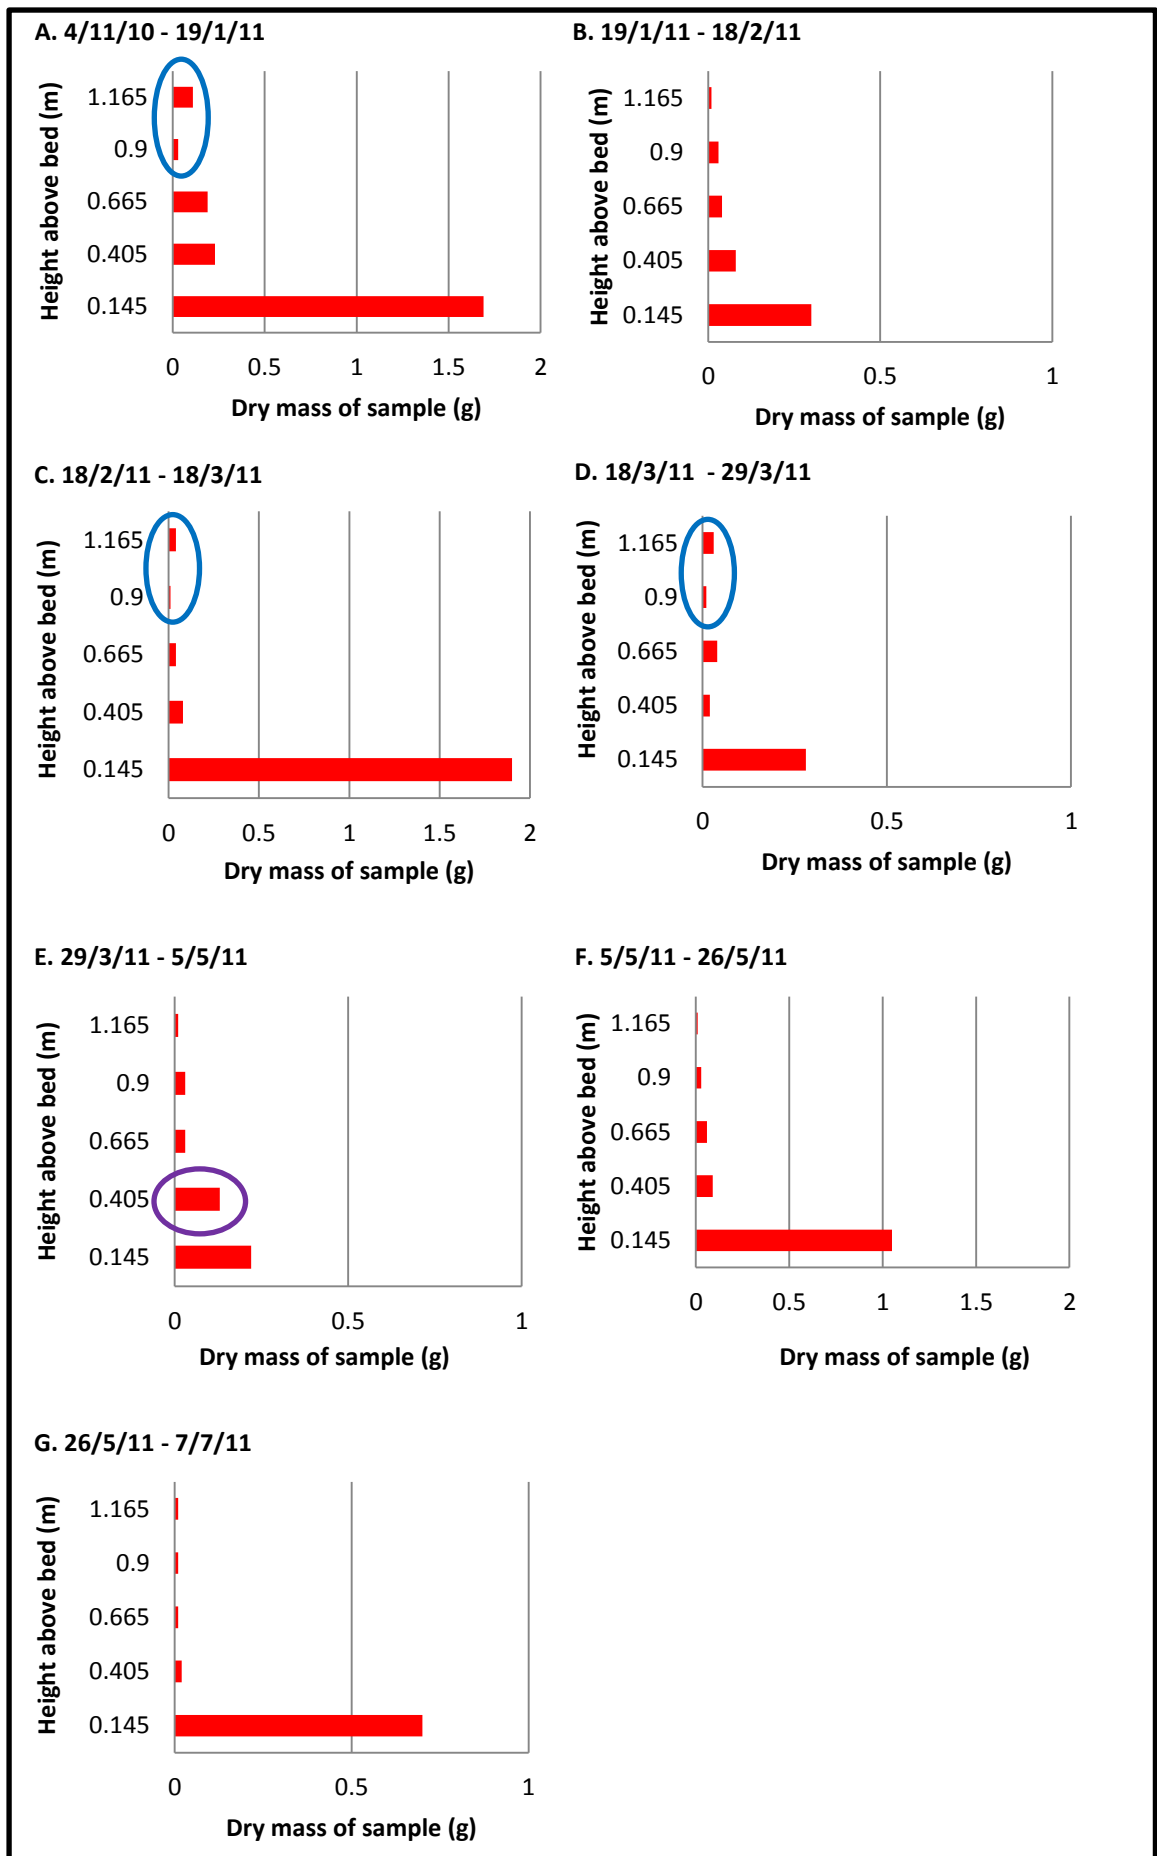 A. 4/11/10 - 19/1/11
Height above bed (m)
1.165
0.9
0.665
0.405
0.145
0 0.5 1 1.5 2
Dry mass of sample (g)
B. 19/1/11 - 18/2/11
Height above bed (m)
1.165
0.9
0.665
0.405
0.145
0 0.5 1
Dry mass of sample (g)
C. 18/2/11 - 18/3/11
Height above bed (m)
1.165
0.9
0.665
0.405
0.145
0 0.5 1 1.5 2
Dry mass of sample (g)
D. 18/3/11 - 29/3/11
Height above bed (m)
1.165
0.9
0.665
0.405
0.145
0 0.5 1
Dry mass of sample (g)
E. 29/3/11 - 5/5/11
Height above bed (m)
1.165
0.9
0.665
0.405
0.145
0 0.5 1
Dry mass of sample (g)
F. 5/5/11 - 26/5/11
Height above bed (m)
1.165
0.9
0.665
0.405
0.145
0 0.5 1 1.5 2
Dry mass of sample (g)
G. 26/5/11 - 7/7/11
Height above bed (m)
1.165
0.9
0.665
0.405
0.145
0 0.5 1
Dry mass of sample (g)